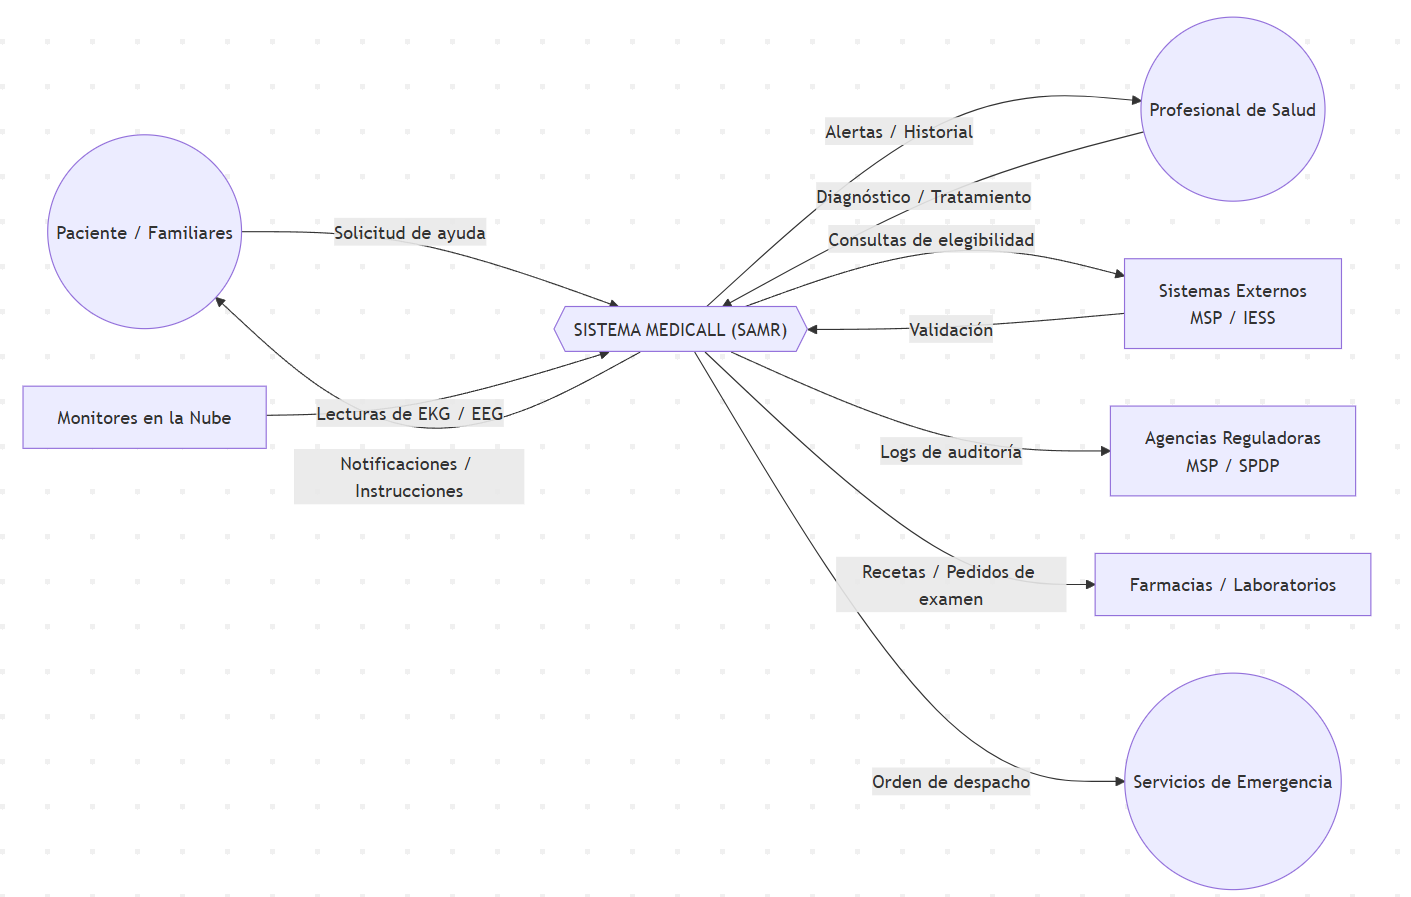 Profesional de Salud
Alertas / Historial
Diagnóstico / Tratamiento
Paciente / Familiares
Solicitud de ayuda
Consultas de elegibilidad
Sistemas Externos
MSP / IESS
SISTEMA MEDICALL (SAMR)
Validación
Monitores en la Nube
Lecturas de EKG / EEG
Notificaciones /
Instrucciones
Logs de auditoría
Agencias Reguladoras
MSP / SPDP
Recetas / Pedidos de
examen
Farmacias / Laboratorios
Orden de despacho
Servicios de Emergencia